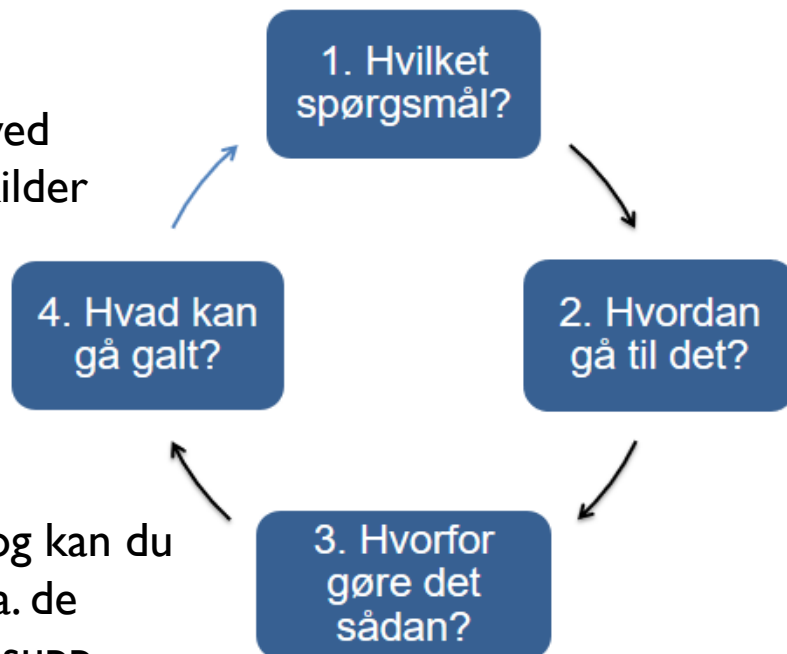 1. Hvilket
spørgsmål?
ved
ilder
4. Hvad kan
gå galt?
2. Hvordan
gå til det?
og kan du
a. de
3. Hvorfor
gøre det
sådan?